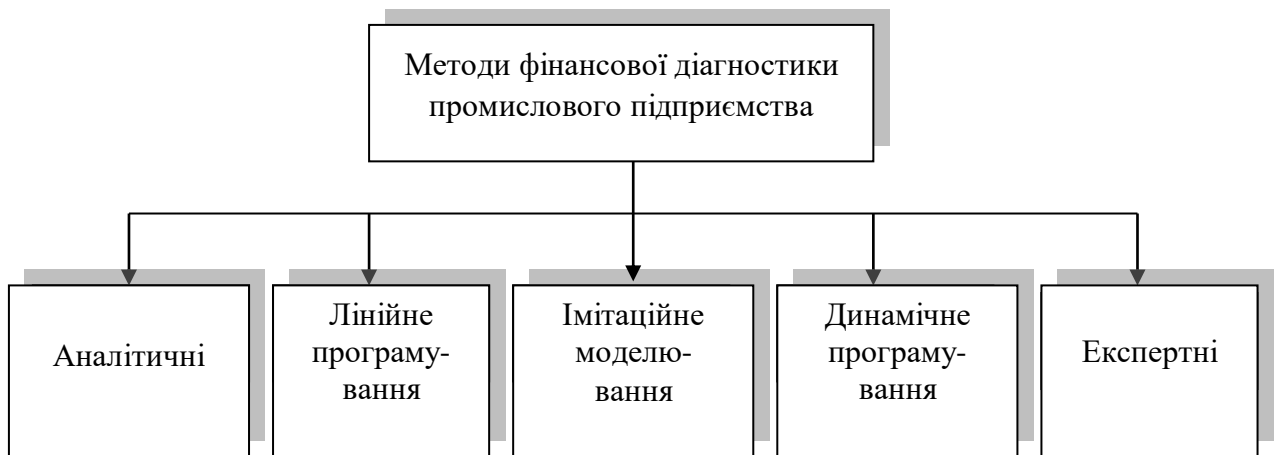 Методи фінансової діагностики
промислового підприємства
Аналітичні
Лінійне
програму-
вання
Імітаційне
моделю-
вання
Динамічне
програму-
вання
Експертні